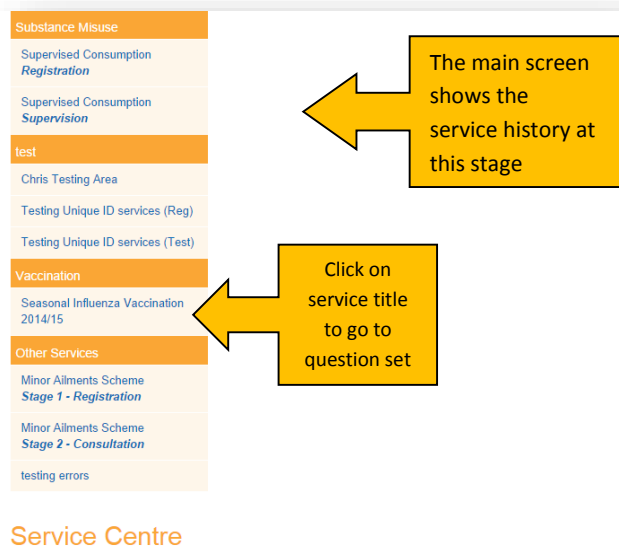 Substance Misuse
Supervised Consumption
Registration
Supervised Consumption
Supervision
test
Chris Testing Area
Testing Unique ID services (Reg)
Testing Unique ID services (Test)
Vaccination
Seasonal Influenza Vaccination
2014/15
Other Services
Minor Ailments Scheme
Stage 1 - Registration
Minor Ailments Scheme
Stage 2 - Consultation
testing errors
The main screen
shows the
service history at
this stage
Click on
service title
to go to
question set
Service Centre